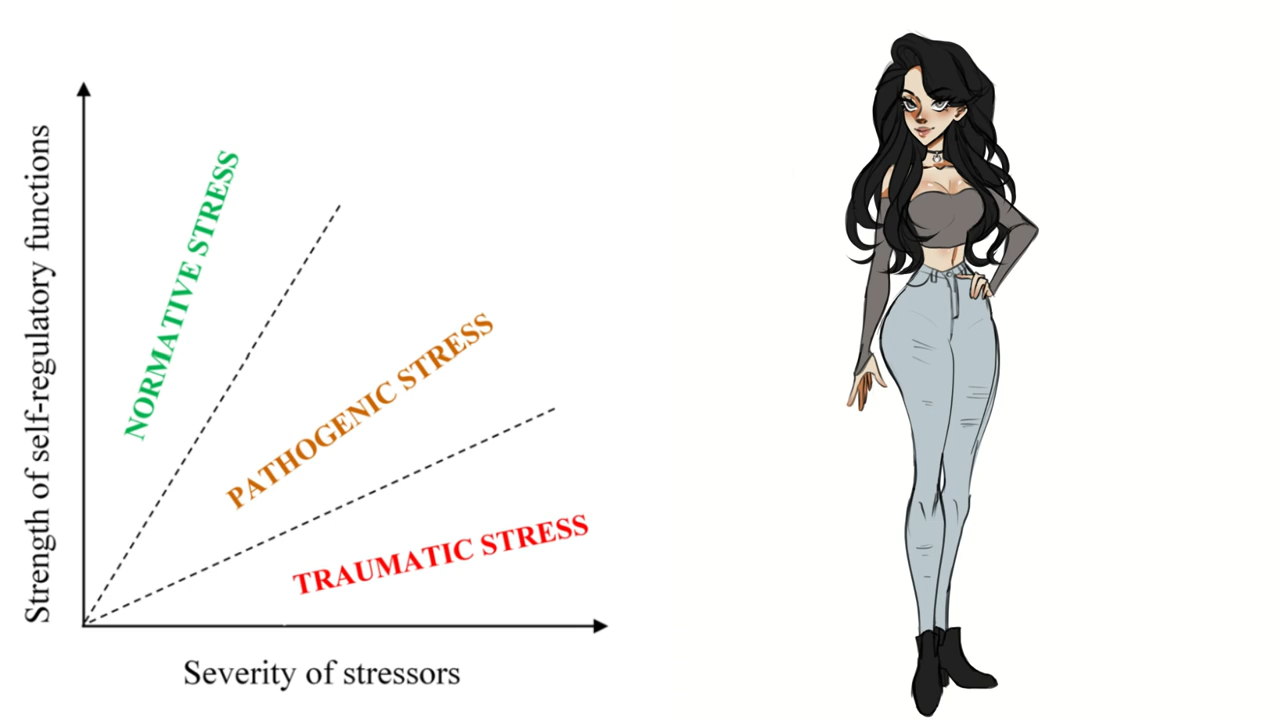 Strength of self-regulatory functions
NORMATIVE STRESS
PATHOGENIC STRESS
TRAUMATIC STRESS
Severity of stressors